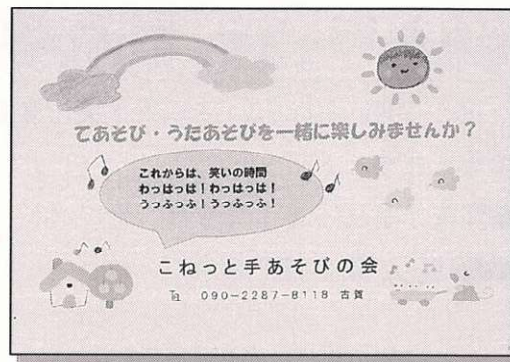 てあそび・うたあそびを一緒に楽しみませんか？
これからは、笑いの時間
わっはっは！わっはっは！
うっふっふ！うっふっふ！
こねっと手あそびの会
℡ 090-2287-8118 古賀